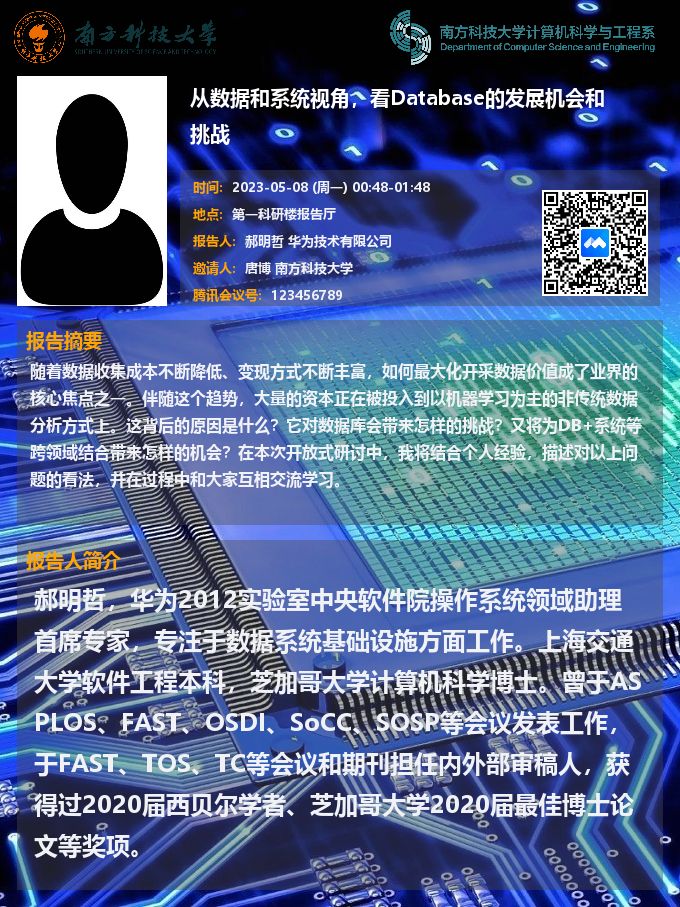 南方科技大学
SOUTHERN UNIVERSITY OF SCIENCE AND TECHNOLOGY
南方科技大学计算机科学与工程系
Department of Computer Science and Engineering
从数据和系统视角，看Database的发展机会和
挑战
时间：2023-05-08 (周一) 00:48-01:48
地点：第一科研楼报告厅
报告人：郝明哲 华为技术有限公司
邀请人：唐博 南方科技大学
腾讯会议号：123456789
报告摘要
随着数据收集成本不断降低、变现方式不断丰富，如何最大化开采数据价值成了业界的
核心焦点之一。伴随这个趋势，大量的资本正在被投入到以机器学习为主的非传统数据
分析方式上。这背后的原因是什么？它对数据库会带来怎样的挑战？又将为DB+系统等
跨领域结合带来怎样的机会？在本次开放式研讨中，我将结合个人经验，描述对以上问
题的看法，并在过程中和大家互相交流学习。
报告人简介
郝明哲，华为2012实验室中央软件院操作系统领域助理
首席专家，专注于数据系统基础设施方面工作。上海交通
大学软件工程本科，芝加哥大学计算机科学博士。曾于AS
PLOS、FAST、OSDI、SoCC、SOSP等会议发表工作，
于FAST、TOS、TC等会议和期刊担任内外部审稿人，获
得过2020届西贝尔学者、芝加哥大学2020届最佳博士论
文等奖项。